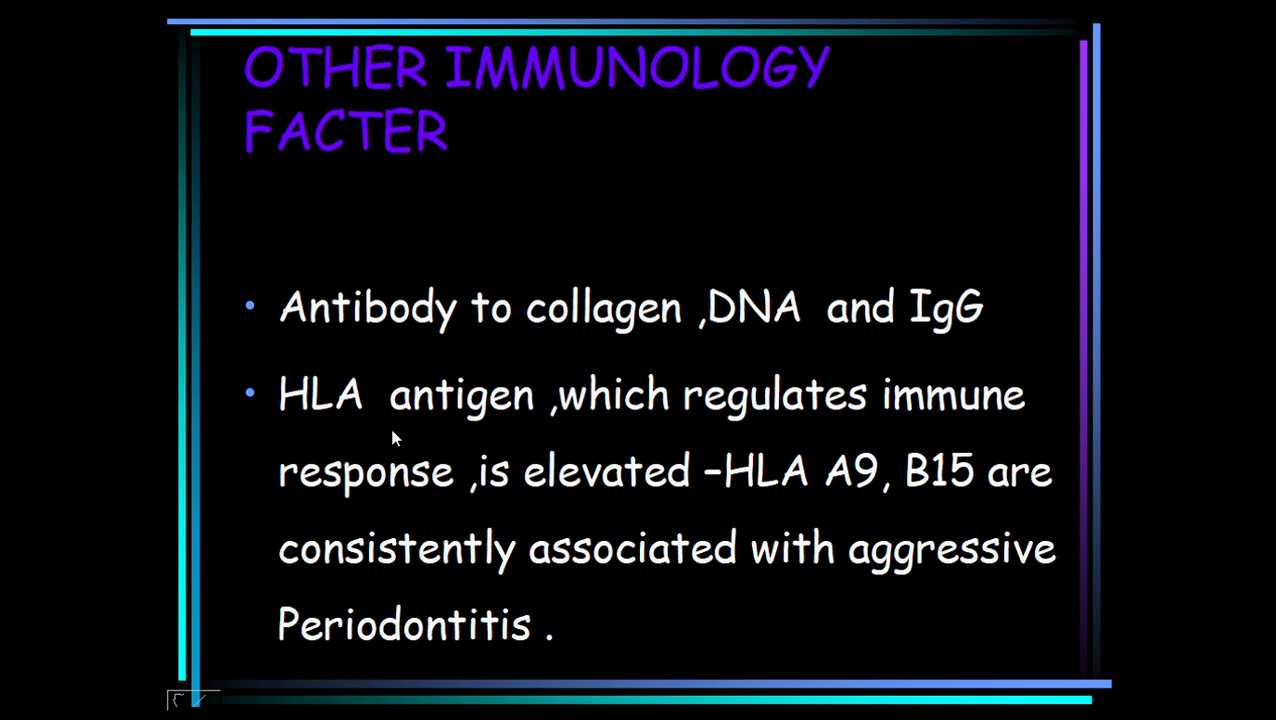 OTHER IMMUNOLOGY
FACTER
• Antibody to collagen ,DNA and IgG
• HLA antigen ,which regulates immune
response ,is elevated –HLA A9, B15 are
consistently associated with aggressive
Periodontitis .